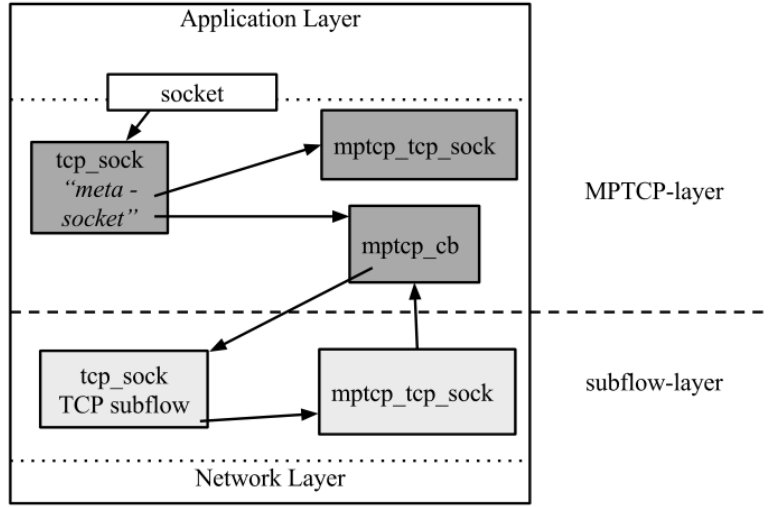 Application Layer
socket
tcp_sock
“meta -
socket”
mptcp_tcp_sock
MPTCP-layer
mptcp_cb
tcp_sock
TCP subflow
mptcp_tcp_sock
subflow-layer
Network Layer